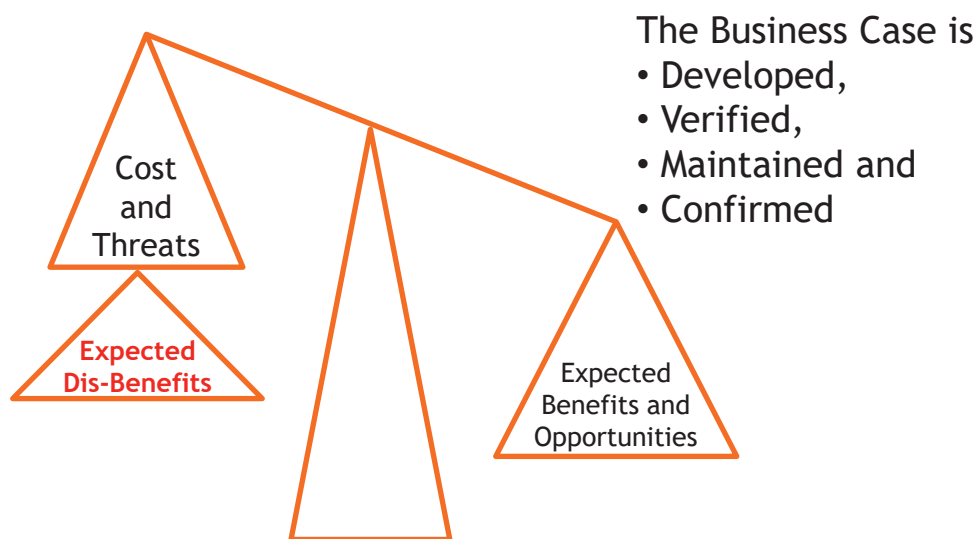 The Business Case is
• Developed,
• Verified,
• Maintained and
• Confirmed
Cost
and
Threats
Expected
Dis-Benefits
Expected
Benefits and
Opportunities